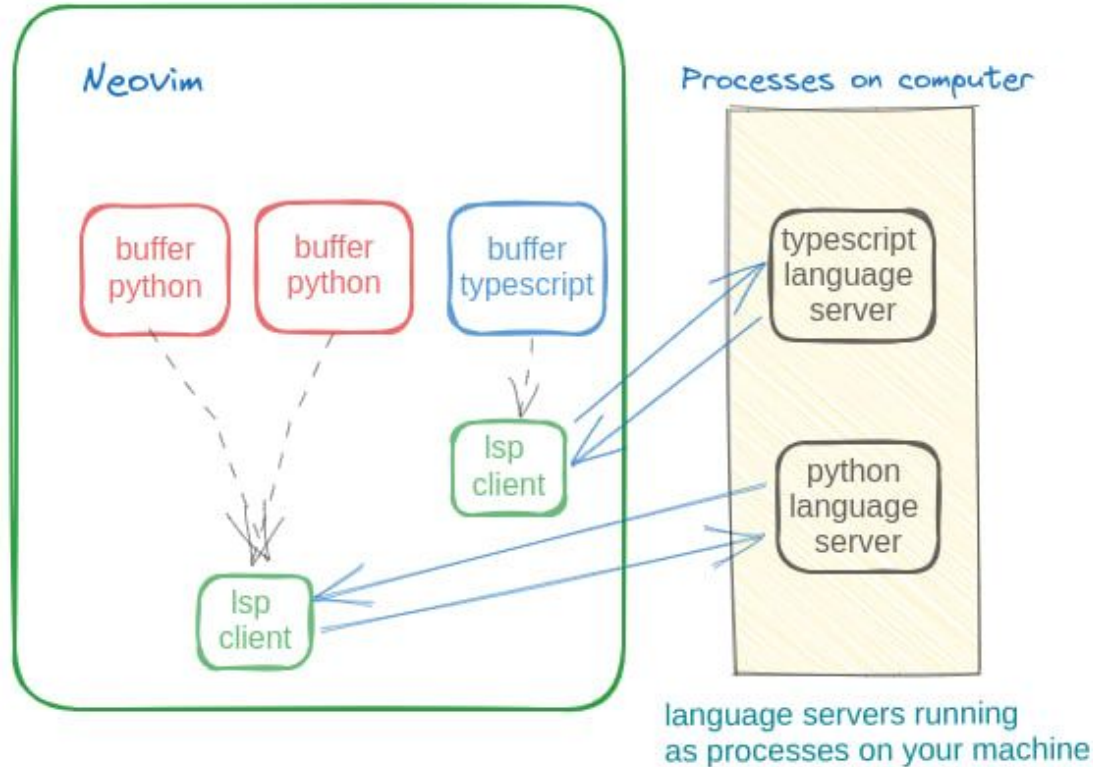 Neovim
Processes on computer
buffer
python
buffer
python
buffer
typescript
typescript
language
server
lsp
client
python
language
server
lsp
client
language servers running
as processes on your machine